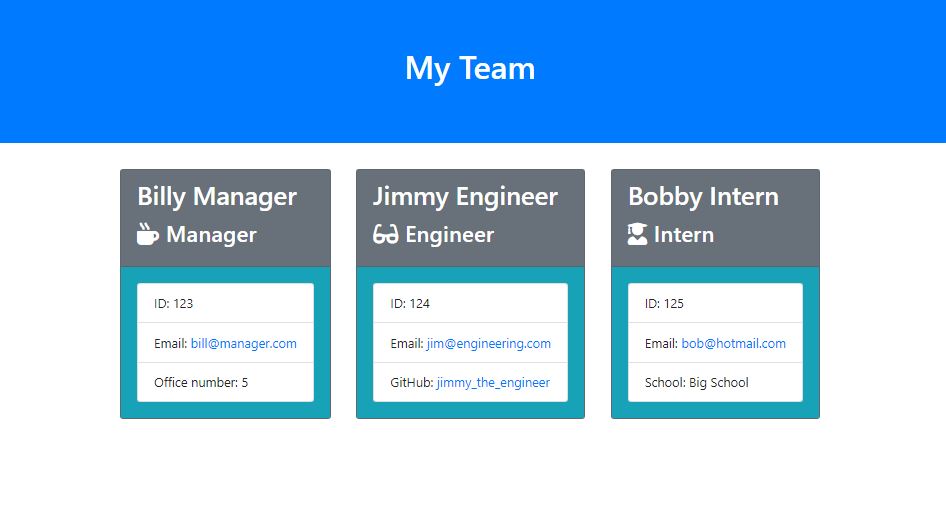 My Team
Billy Manager
Manager
ID: 123
Email: bill@manager.com
Office number: 5
Jimmy Engineer
Engineer
ID: 124
Email: jim@engineering.com
GitHub: jimmy_the_engineer
Bobby Intern
Intern
ID: 125
Email: bob@hotmail.com
School: Big School